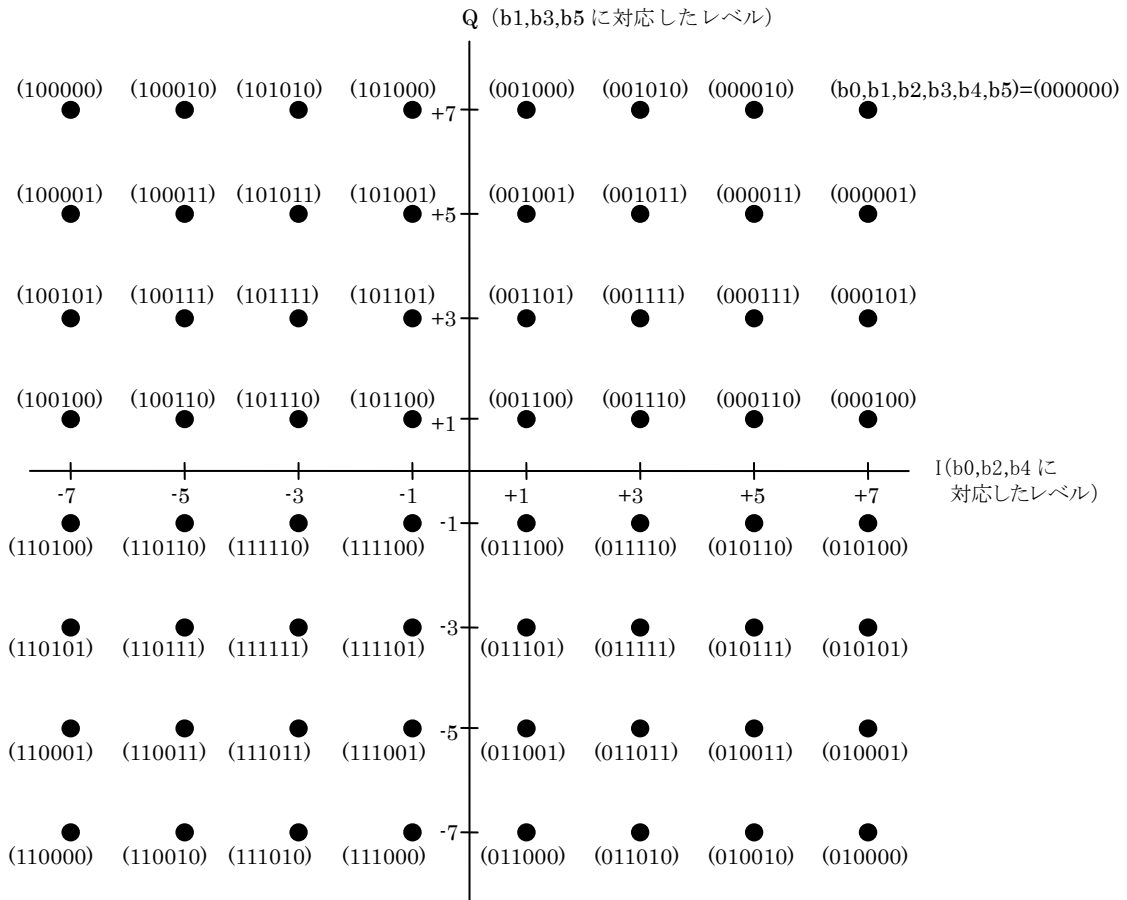 Q (b1,b3,b5 に対応したレベル)
(100000) (100010) (101010) (101000) (001000) (001010) (000010) (b0,b1,b2,b3,b4,b5)=(000000)
+7
(100001) (100011) (101011) (101001) (001001) (001011) (000011) (000001)
+5
(100101) (100111) (101111) (101101) (001101) (001111) (000111) (000101)
+3
(100100) (100110) (101110) (101100) (001100) (001110) (000110) (000100)
+1
I(b0,b2,b4 に
対応したレベル)
-7 -5 -3 -1 +1 +3 +5 +7
-1
(110100) (110110) (111110) (111100) (011100) (011110) (010110) (010100)
-3
(110101) (110111) (111111) (111101) (011101) (011111) (010111) (010101)
-5
(110001) (110011) (111011) (111001) (011001) (011011) (010011) (010001)
-7
(110000) (110010) (111010) (111000) (011000) (011010) (010010) (010000)